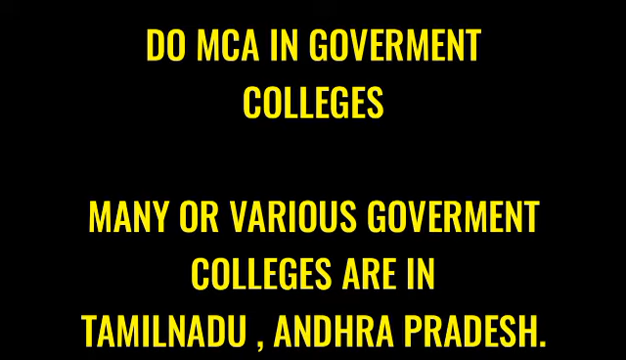 DO MCA IN GOVERMENT
COLLEGES
MANY OR VARIOUS GOVERMENT
COLLEGES ARE IN
TAMILNADU , ANDHRA PRADESH.